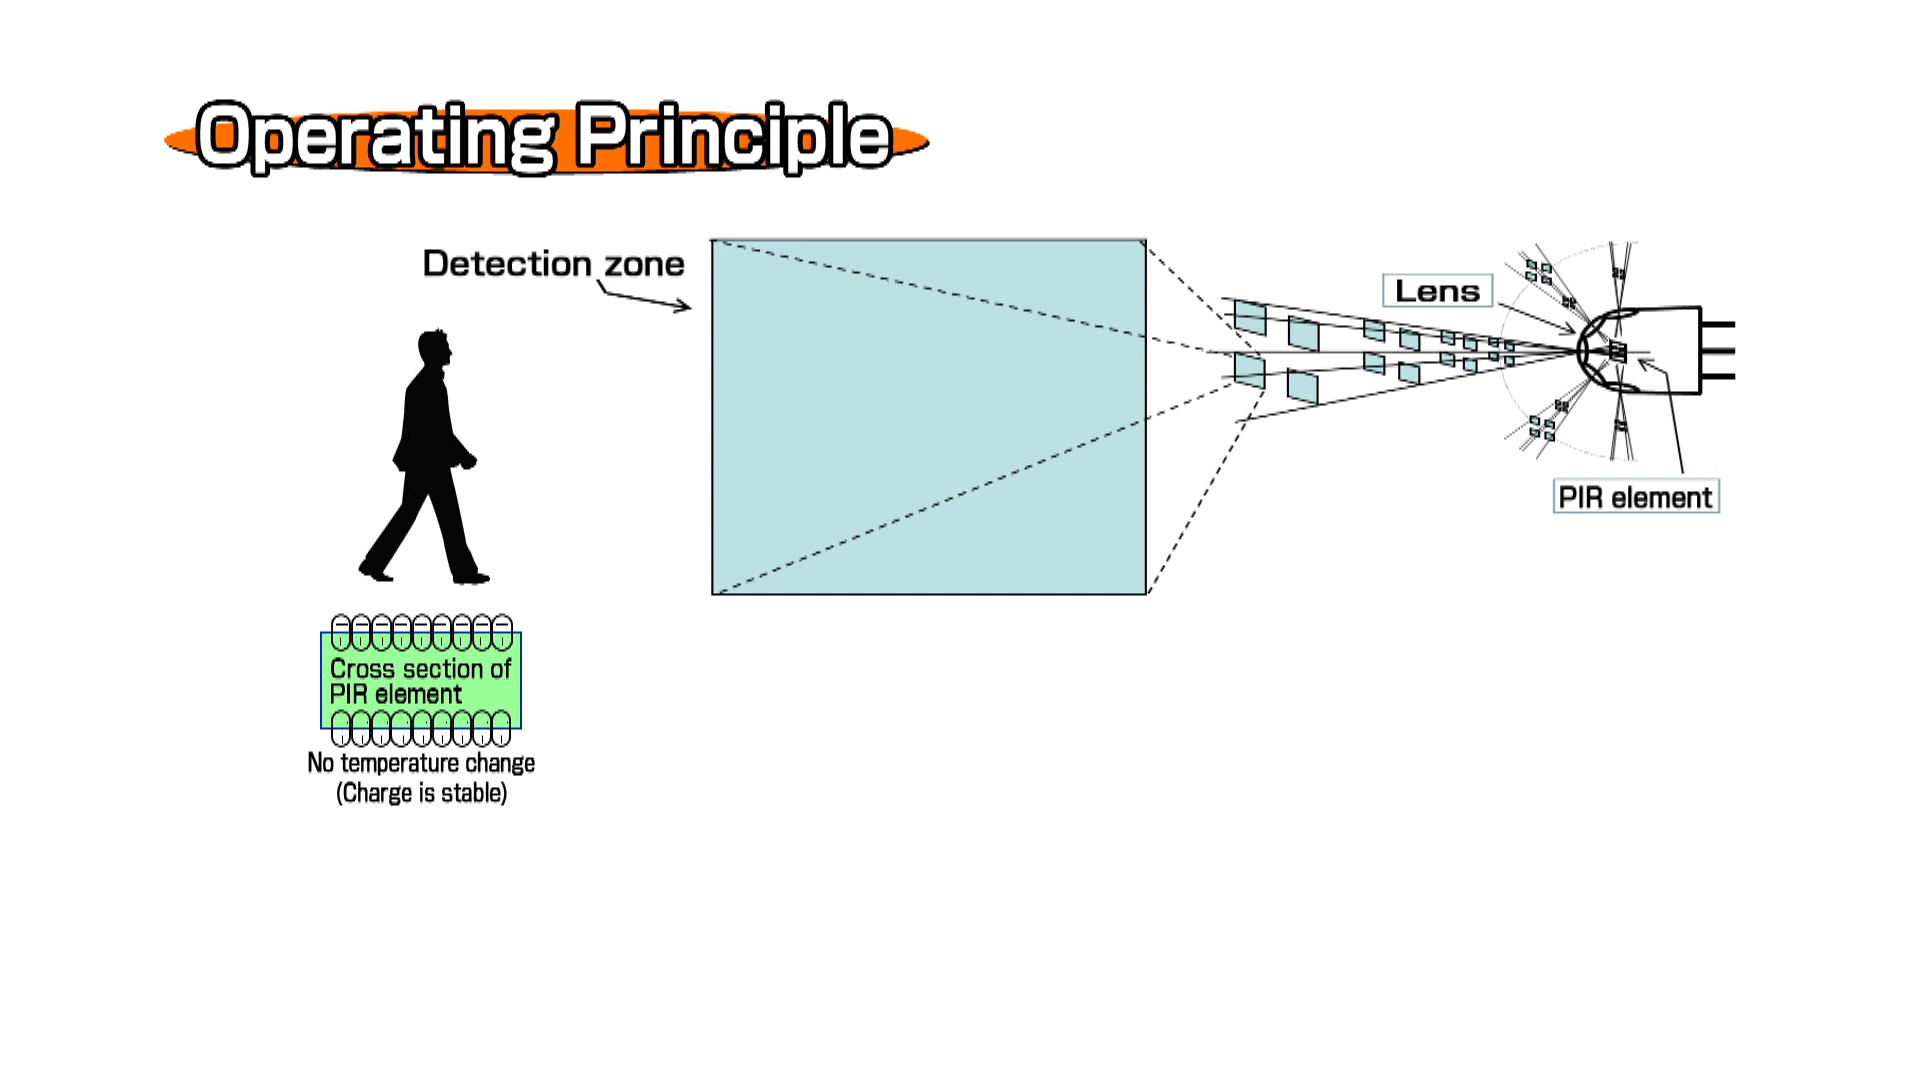 Operating Principle
Detection zone
Lens
PIR element
Cross section of
PIR element
No temperature change
(Charge is stable)